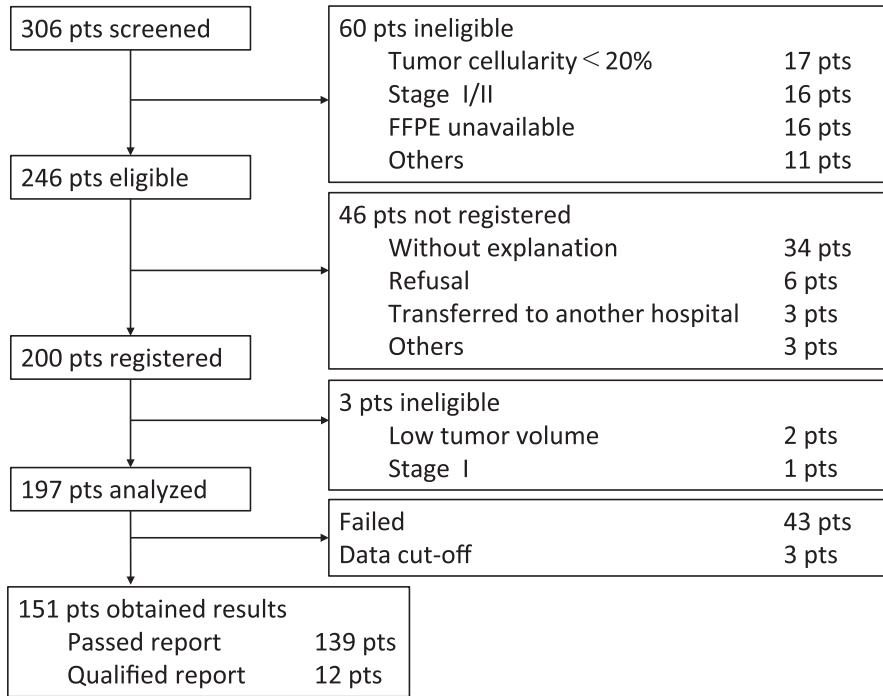 306 pts screened
60 pts ineligible
Tumor cellularity < 20% 17 pts
Stage I/II 16 pts
FFPE unavailable 16 pts
Others 11 pts
246 pts eligible
46 pts not registered
Without explanation 34 pts
Refusal 6 pts
Transferred to another hospital 3 pts
Others 3 pts
200 pts registered
3 pts ineligible
Low tumor volume 2 pts
Stage I 1 pts
197 pts analyzed
Failed 43 pts
Data cut-off 3 pts
151 pts obtained results
Passed report 139 pts
Qualified report 12 pts